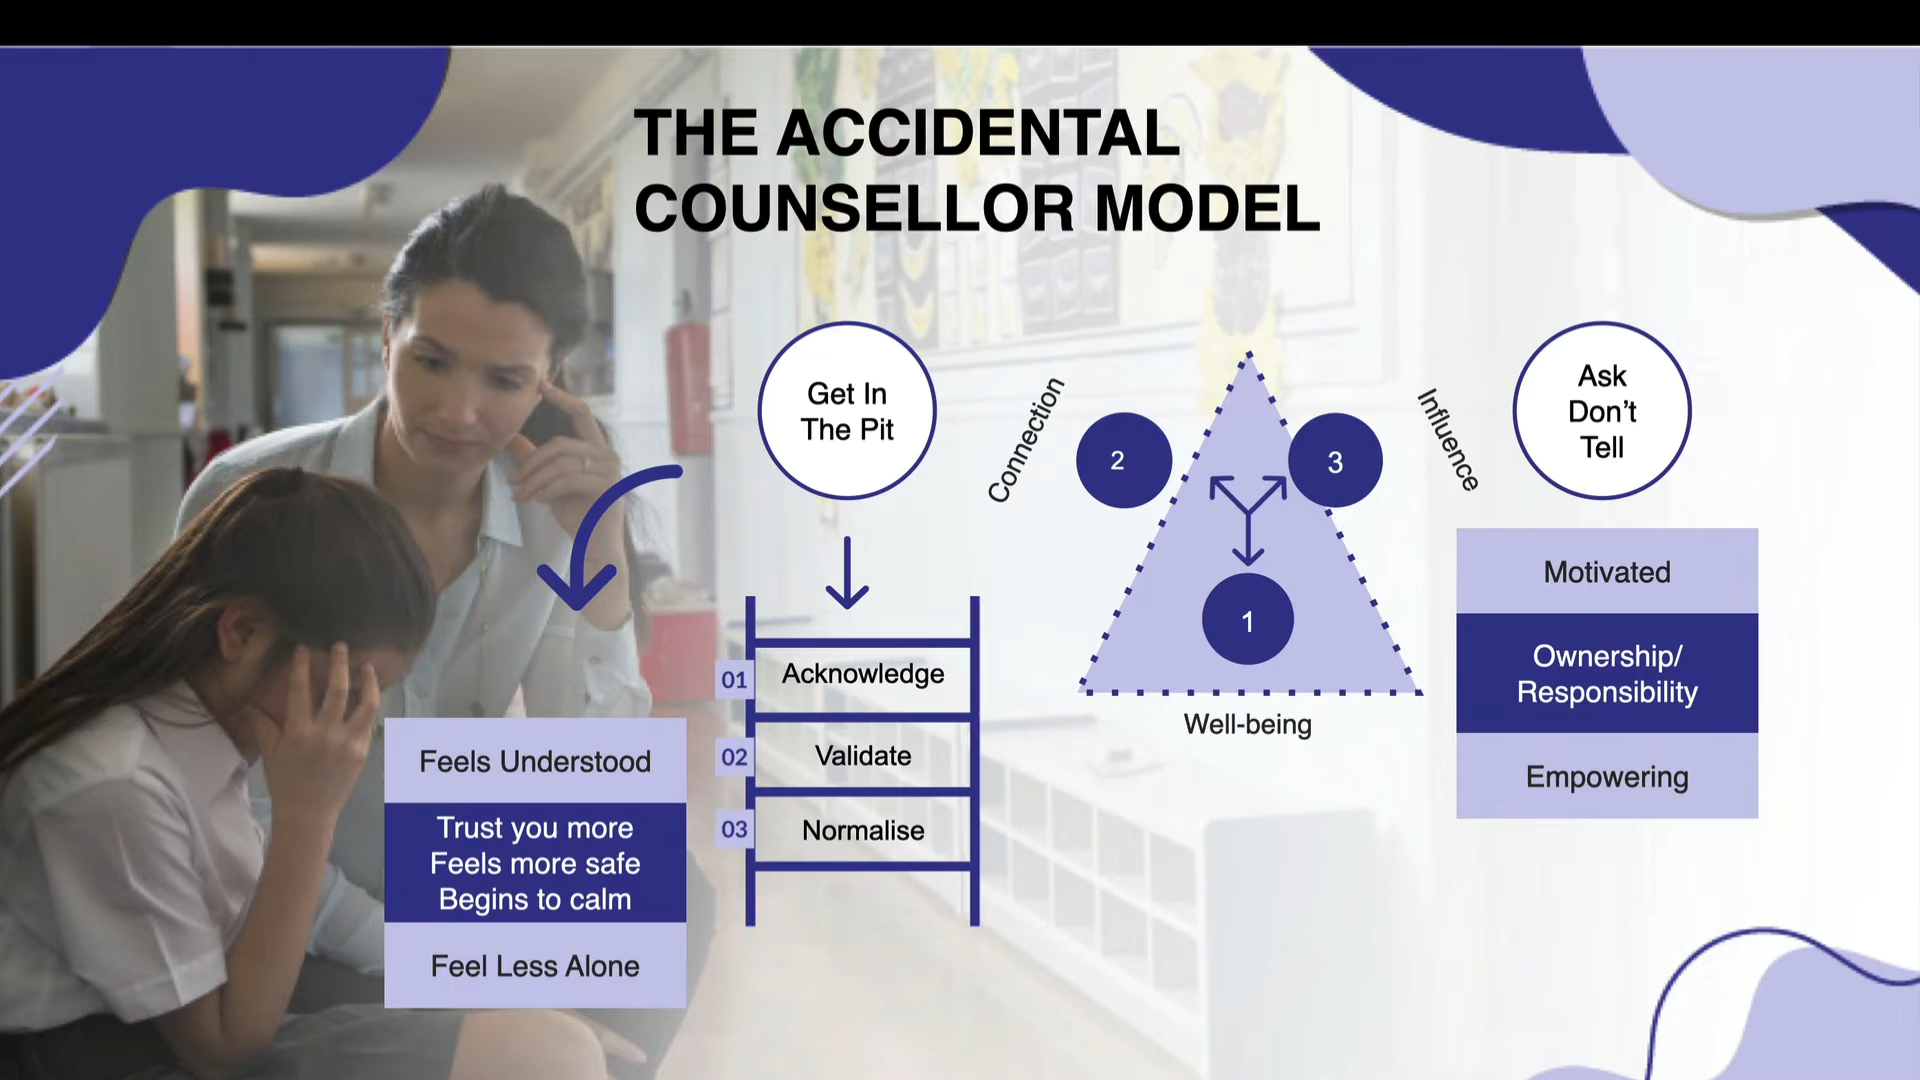 THE ACCIDENTAL
COUNSELLOR MODEL
Get In
The Pit
01
Acknowledge
02
Validate
03
Normalise
Feels Understood
Trust you more
Feels more safe
Begins to calm
Feel Less Alone
Connection
2
3
1
Influence
Well-being
Ask
Don’t
Tell
Motivated
Ownership/
Responsibility
Empowering